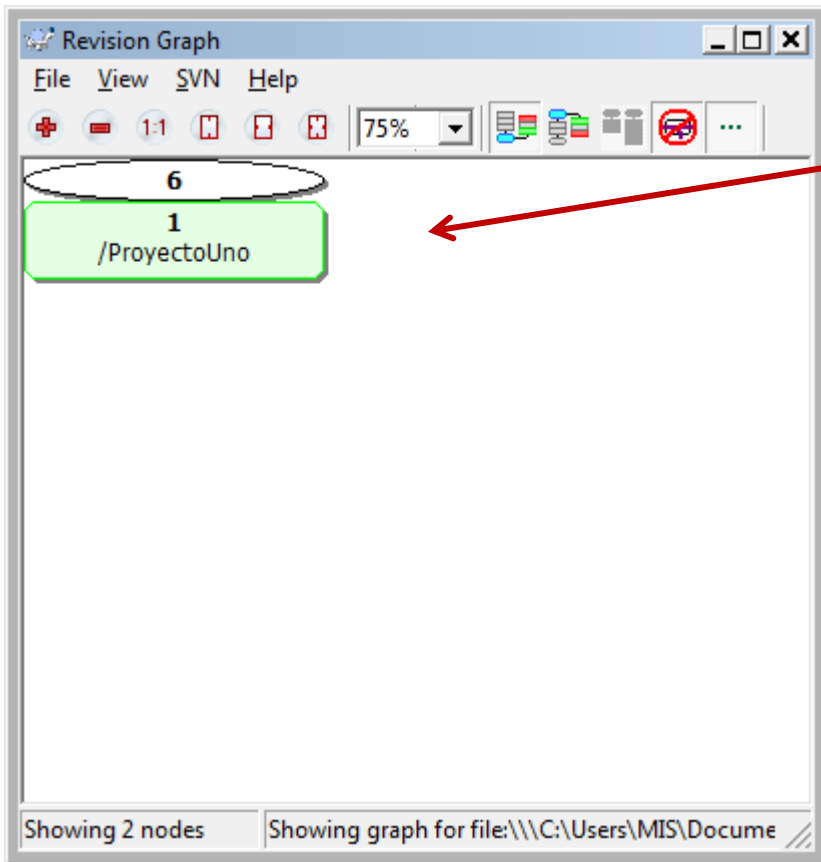 Revision Graph
File View SVN Help
1:1 75% ...
6
1
/ProyectoUno
Showing 2 nodes Showing graph for file:\\\C:\Users\MIS\Docume